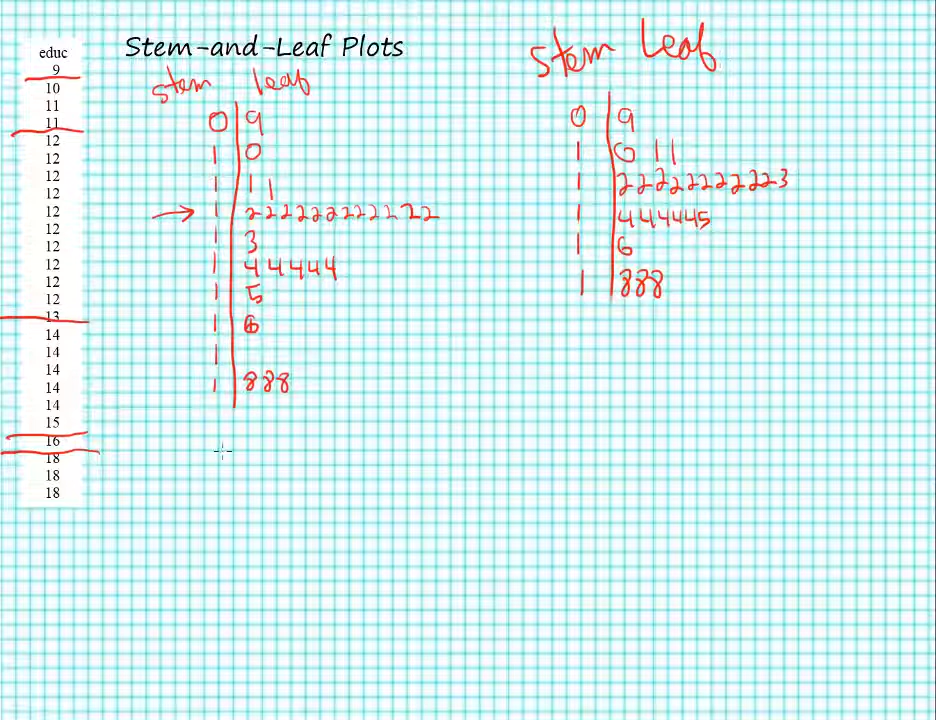 Stem-and-Leaf Plots
educ
9
10
11
11
12
12
12
12
12
12
12
12
12
12
13
14
14
14
14
14
15
16
18
18
18
stem leaf
0 9
1 0
1 1 1
1 2 2 2 2 2 2 2 2 2 2 2 2
1 3
1 4 4 4 4 4
1 5
1 6
1
1 8 8 8
Stem Leaf
0 9
1 0 1 1
1 2 2 2 2 2 2 2 2 2 2 3
1 4 4 4 4 4 5
1 6
1 8 8 8